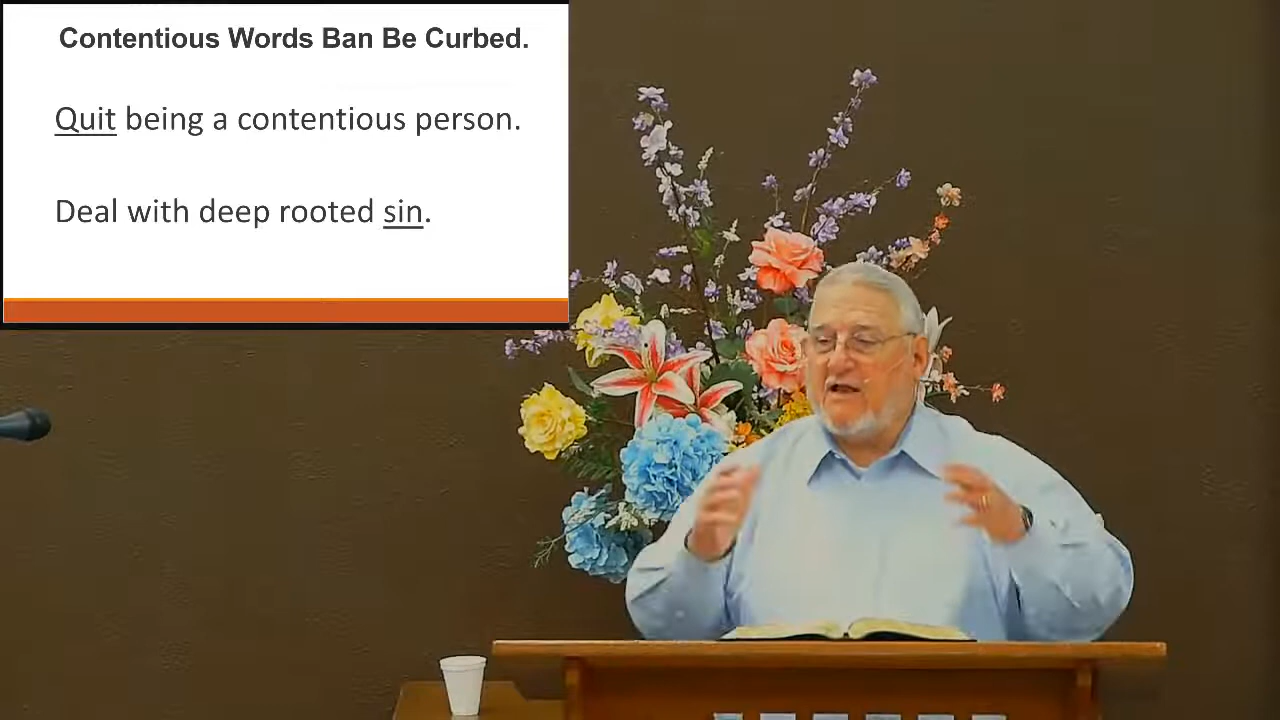 Contentious Words Ban Be Curbed.
Quit being a contentious person.
Deal with deep rooted sin.